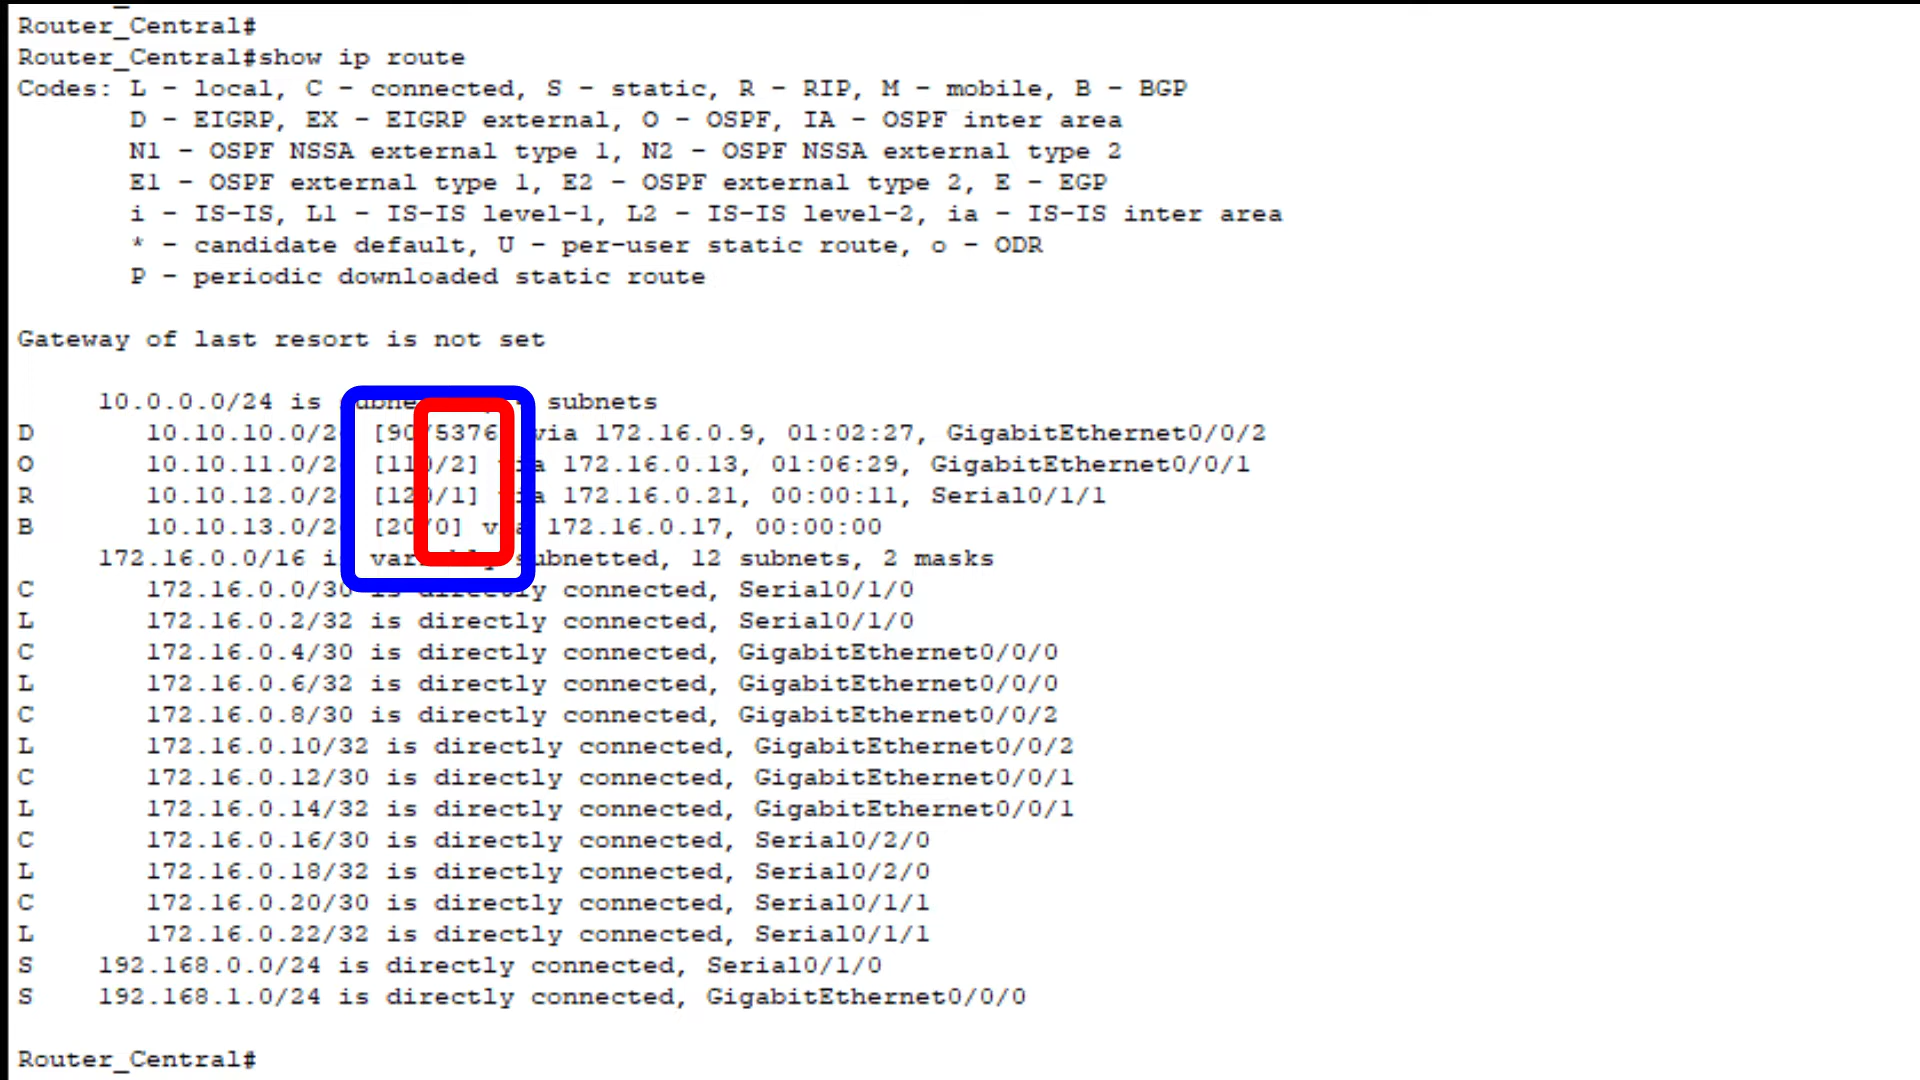 Router_Central#
Router_Central#show ip route
Codes: L - local, C - connected, S - static, R - RIP, M - mobile, B - BGP
D - EIGRP, EX - EIGRP external, O - OSPF, IA - OSPF inter area
N1 - OSPF NSSA external type 1, N2 - OSPF NSSA external type 2
E1 - OSPF external type 1, E2 - OSPF external type 2, E - EGP
i - IS-IS, L1 - IS-IS level-1, L2 - IS-IS level-2, ia - IS-IS inter area
* - candidate default, U - per-user static route, o - ODR
P - periodic downloaded static route
Gateway of last resort is not set
10.0.0.0/24 is subnets
D 10.10.10.0/2 [90/5376 via 172.16.0.9, 01:02:27, GigabitEthernet0/0/2
O 10.10.11.0/2 [110/2] via 172.16.0.13, 01:06:29, GigabitEthernet0/0/1
R 10.10.12.0/2 [120/1] via 172.16.0.21, 00:00:11, Serial0/1/1
B 10.10.13.0/2 [20/0] via 172.16.0.17, 00:00:00
172.16.0.0/16 is variably subnetted, 12 subnets, 2 masks
C 172.16.0.0/30 is directly connected, Serial0/1/0
L 172.16.0.2/32 is directly connected, Serial0/1/0
C 172.16.0.4/30 is directly connected, GigabitEthernet0/0/0
L 172.16.0.6/32 is directly connected, GigabitEthernet0/0/0
C 172.16.0.8/30 is directly connected, GigabitEthernet0/0/2
L 172.16.0.10/32 is directly connected, GigabitEthernet0/0/2
C 172.16.0.12/30 is directly connected, GigabitEthernet0/0/1
L 172.16.0.14/32 is directly connected, GigabitEthernet0/0/1
C 172.16.0.16/30 is directly connected, Serial0/2/0
L 172.16.0.18/32 is directly connected, Serial0/2/0
C 172.16.0.20/30 is directly connected, Serial0/1/1
L 172.16.0.22/32 is directly connected, Serial0/1/1
S 192.168.0.0/24 is directly connected, Serial0/1/0
S 192.168.1.0/24 is directly connected, GigabitEthernet0/0/0
Router_Central#